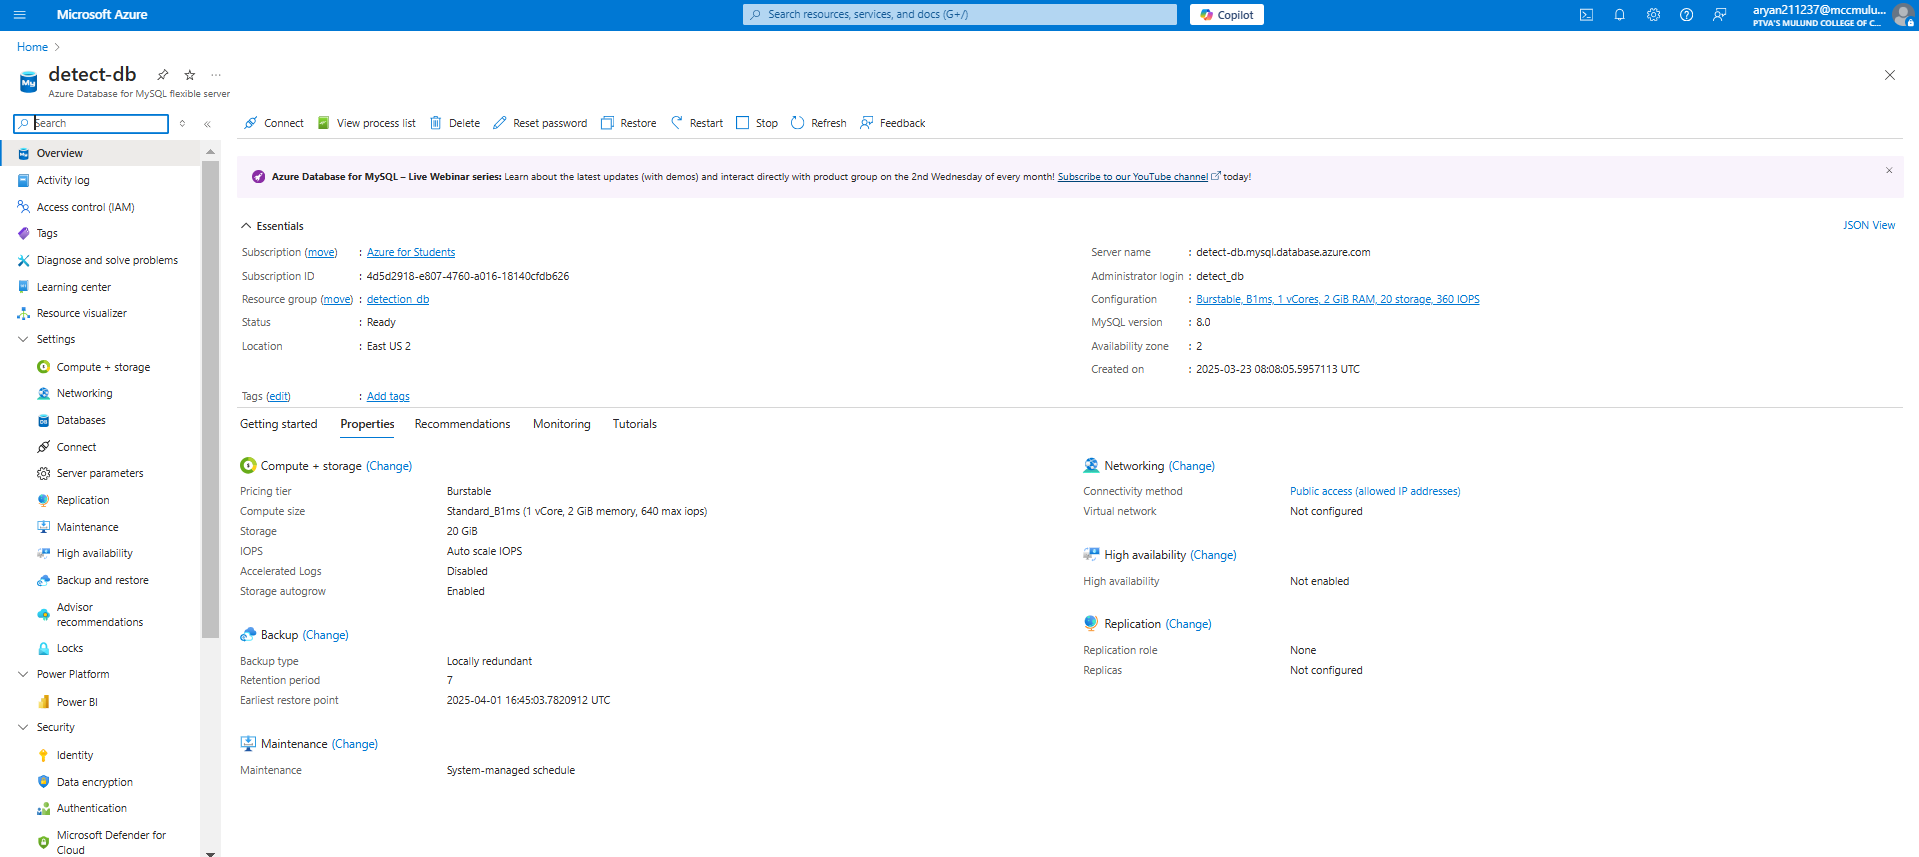 Microsoft Azure
Search resources, services, and docs (G+/)
Copilot
aryan211237@mccmulu...
PTVA'S MULUND COLLEGE OF C...
Home
detect-db
Azure Database for MySQL flexible server
Search
Connect
View process list
Delete
Reset password
Restore
Restart
Stop
Refresh
Feedback
Overview
Activity log
Access control (IAM)
Tags
Diagnose and solve problems
Learning center
Resource visualizer
Settings
Compute + storage
Networking
Databases
Connect
Server parameters
Replication
Maintenance
High availability
Backup and restore
Advisor
recommendations
Locks
Power Platform
Power BI
Security
Identity
Data encryption
Authentication
Microsoft Defender for
Cloud
Azure Database for MySQL – Live Webinar series: Learn about the latest updates (with demos) and interact directly with product group on the 2nd Wednesday of every month! Subscribe to our YouTube channel today!
Essentials
JSON View
Subscription (move) : Azure for Students
Subscription ID : 4d5d2918-e807-4760-a016-18140cfdb626
Resource group (move) : detection_db
Status : Ready
Location : East US 2
Tags (edit) : Add tags
Server name : detect-db.mysql.database.azure.com
Administrator login : detect_db
Configuration : Burstable, B1ms, 1 vCores, 2 GiB RAM, 20 storage, 360 IOPS
MySQL version : 8.0
Availability zone : 2
Created on : 2025-03-23 08:08:05.5957113 UTC
Getting started
Properties
Recommendations
Monitoring
Tutorials
Compute + storage (Change)
Pricing tier Burstable
Compute size Standard_B1ms (1 vCore, 2 GiB memory, 640 max iops)
Storage 20 GiB
IOPS Auto scale IOPS
Accelerated Logs Disabled
Storage autogrow Enabled
Backup (Change)
Backup type Locally redundant
Retention period 7
Earliest restore point 2025-04-01 16:45:03.7820912 UTC
Maintenance (Change)
Maintenance System-managed schedule
Networking (Change)
Connectivity method Public access (allowed IP addresses)
Virtual network Not configured
High availability (Change)
High availability Not enabled
Replication (Change)
Replication role None
Replicas Not configured